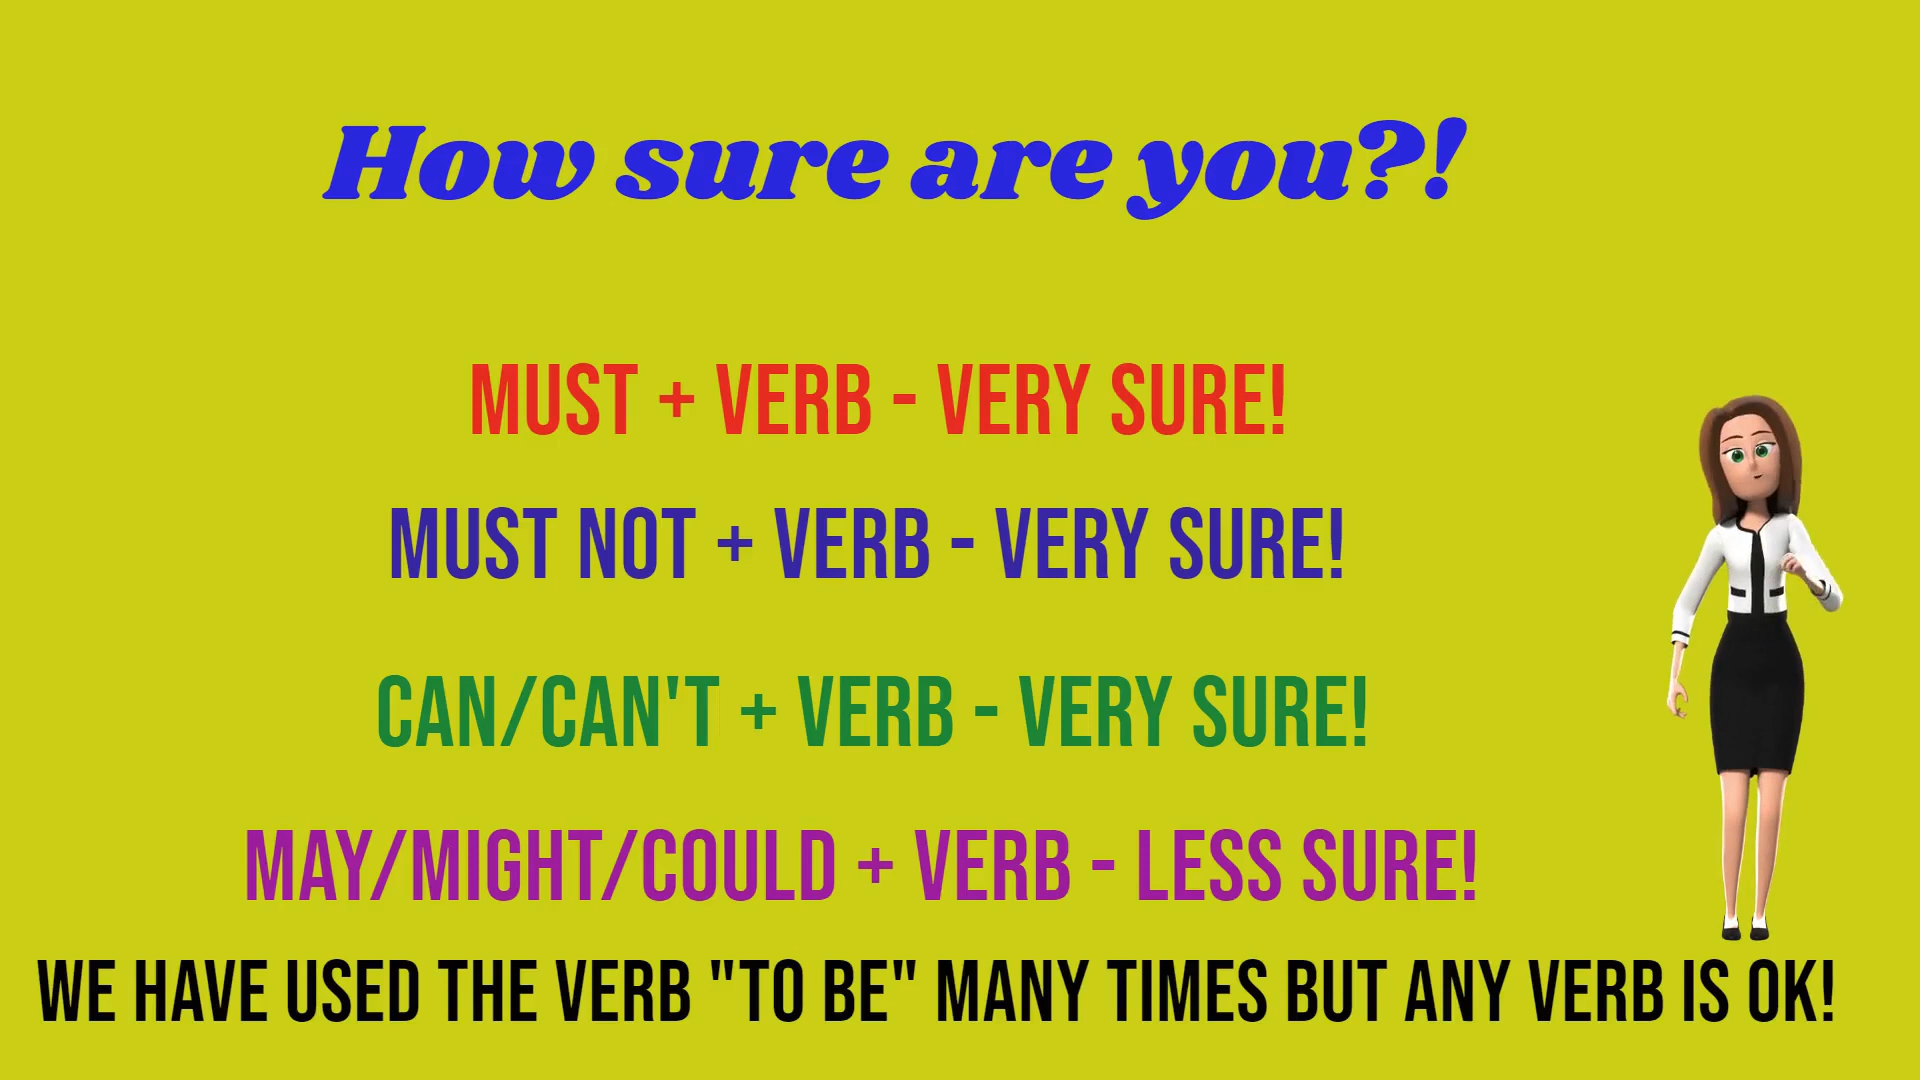 How sure are you?!
MUST + VERB - VERY SURE!
MUST NOT + VERB - VERY SURE!
CAN/CAN'T + VERB - VERY SURE!
MAY/MIGHT/COULD + VERB - LESS SURE!
WE HAVE USED THE VERB "TO BE" MANY TIMES BUT ANY VERB IS OK!